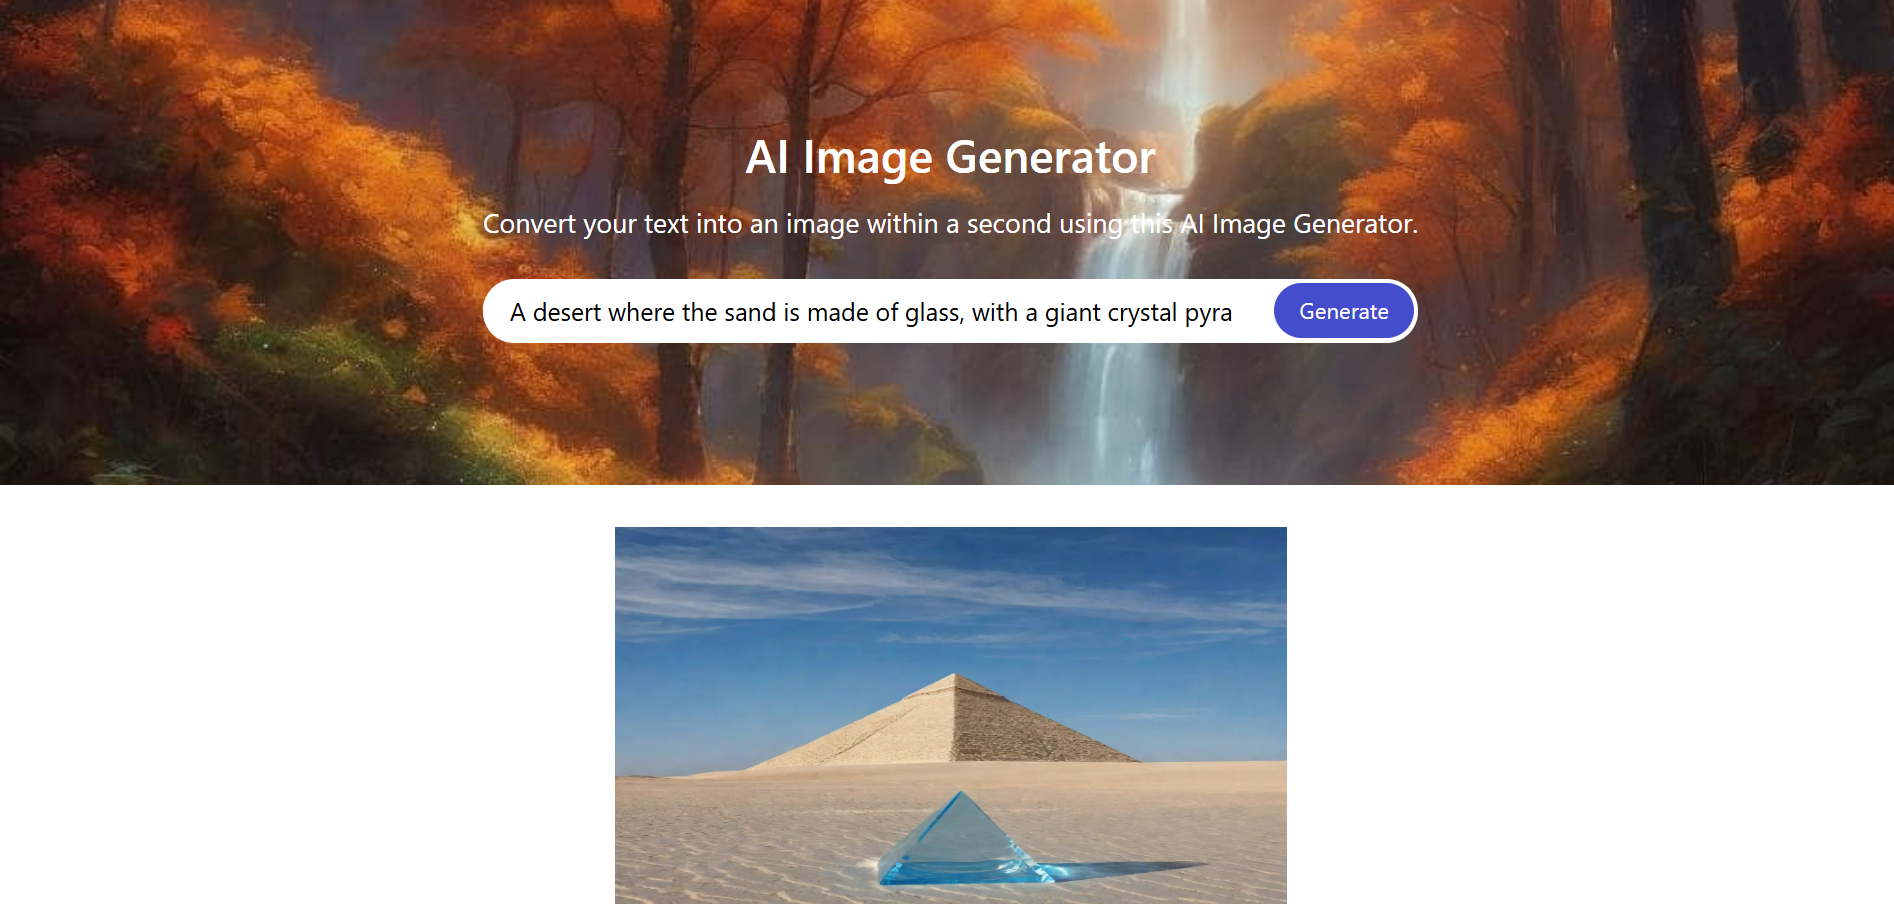 AI Image Generator
Convert your text into an image within a second using this AI Image Generator.
A desert where the sand is made of glass, with a giant crystal pyra
Generate